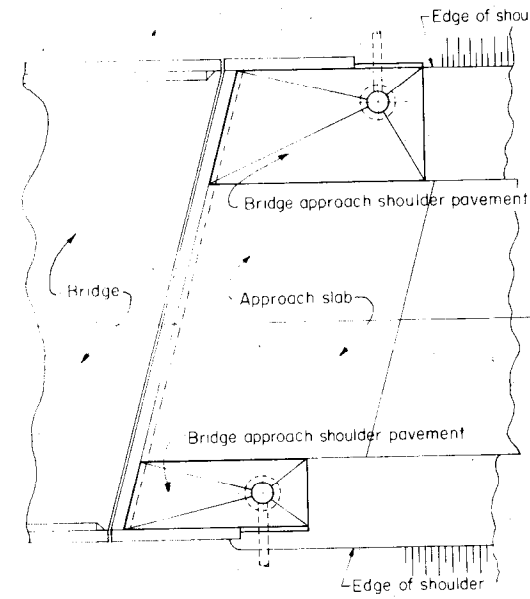 Edge of shou
Bridge approach shoulder pavement
Bridge
Approach slab
Bridge approach shoulder pavement
Edge of shoulder